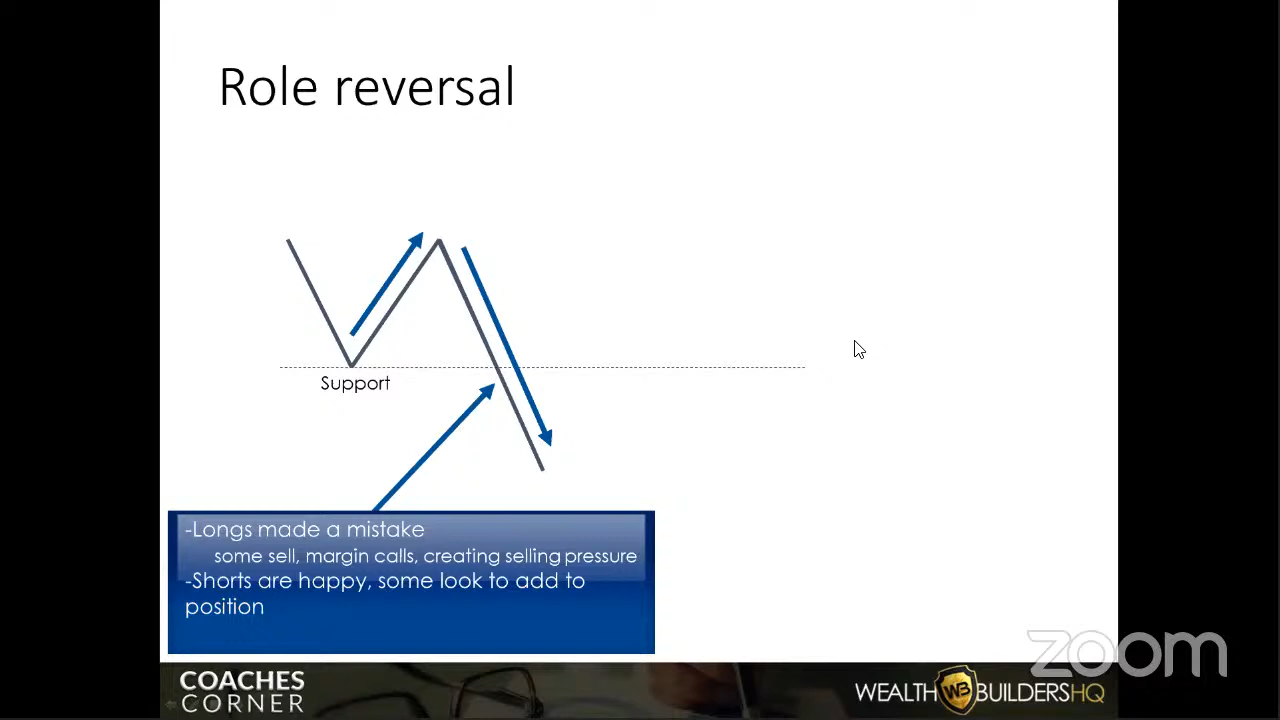 Role reversal
Support
-Longs made a mistake
some sell, margin calls, creating selling pressure
-Shorts are happy, some look to add to
position
zoom
COACHES
CORNER
WEALTH WB BUILDERSHQ